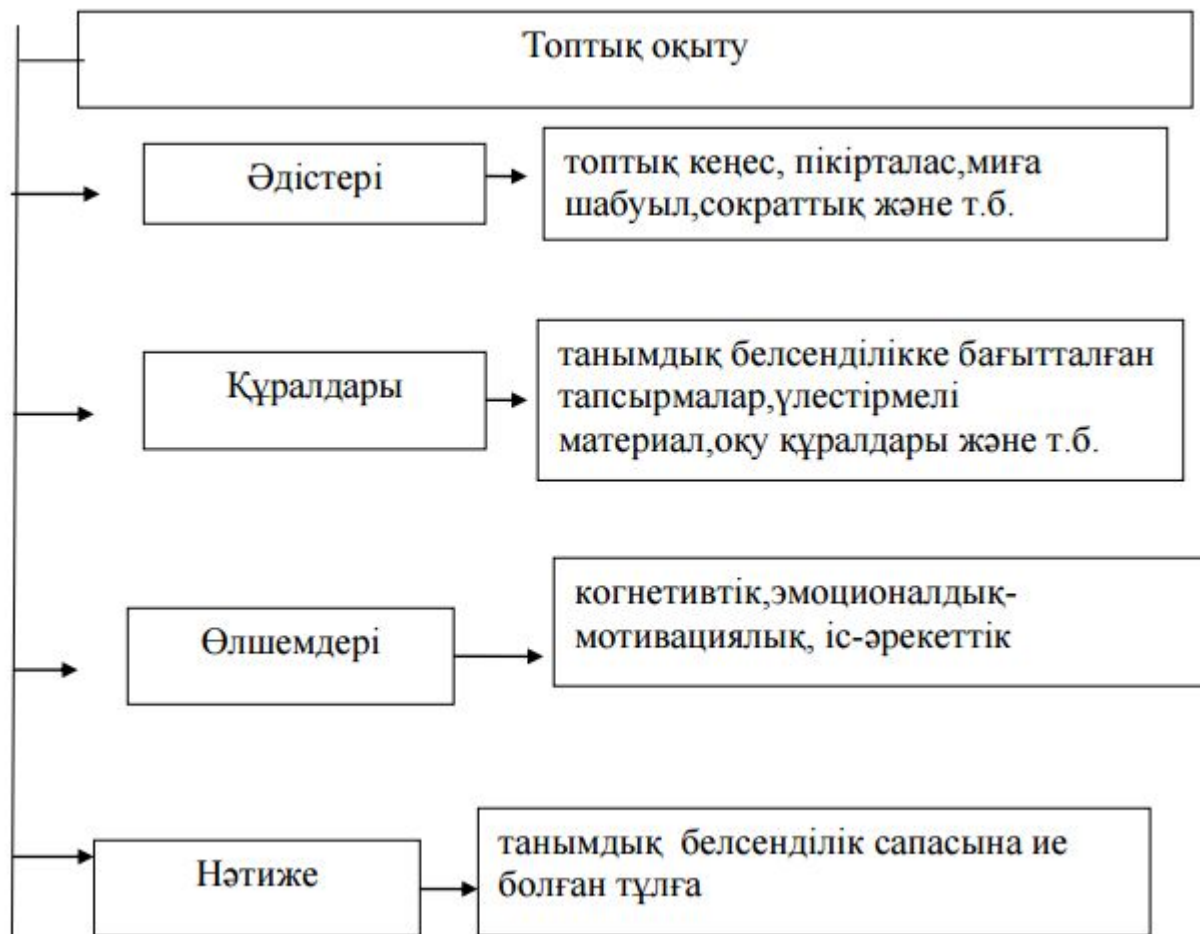 Топтық оқыту
Әдістері
топтық кеңес, пікірталас,миға
шабуыл,сократтық және т.б.
Құралдары
танымдық белсенділікке бағытталған
тапсырмалар,үлестірмелі
материал,оқу құралдары және т.б.
Өлшемдері
когнетивтік,эмоционалдық-
мотивациялық, іс-әрекеттік
Нәтиже
танымдық белсенділік сапасына ие
болған тұлға